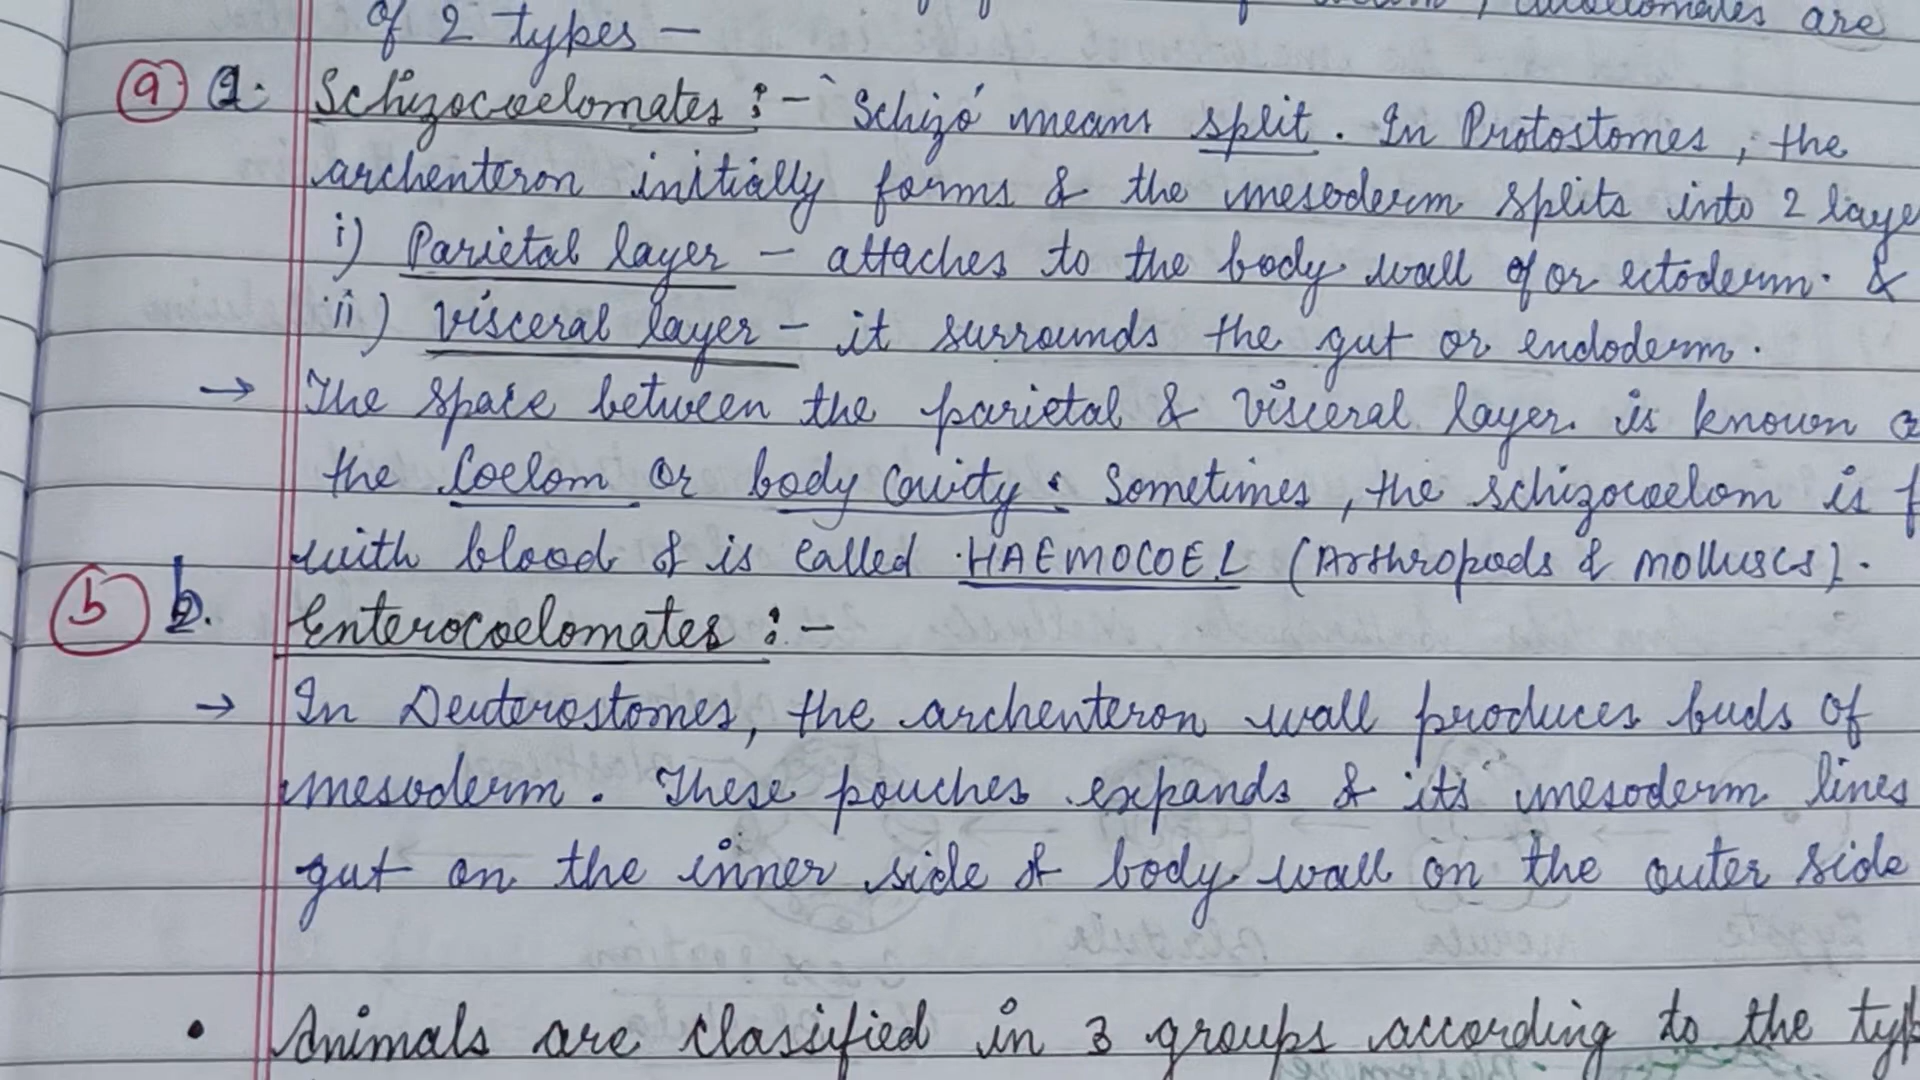 of 2 types - are
(a) a. Schizocoelomates :- `Schizo' means split. In Protostomes, the
archenteron initially forms & the mesoderm splits into 2 laye
i) Parietal layer - attaches to the body wall of or ectoderm. &
ii) visceral layer - it surrounds the gut or endoderm.
→ The space between the parietal & visceral layer is known a
the Coelom or body cavity. Sometimes, the schizocoelom is f
with blood & is called HAEMOCOEL (Arthropods & molluscs).
(b) b. Enterocoelomates :-
→ In Deuterostomes, the archenteron wall produces buds of
mesoderm. These pouches expands & its mesoderm lines
gut on the inner side & body wall on the outer side
• Animals are classified in 3 groups according to the typ